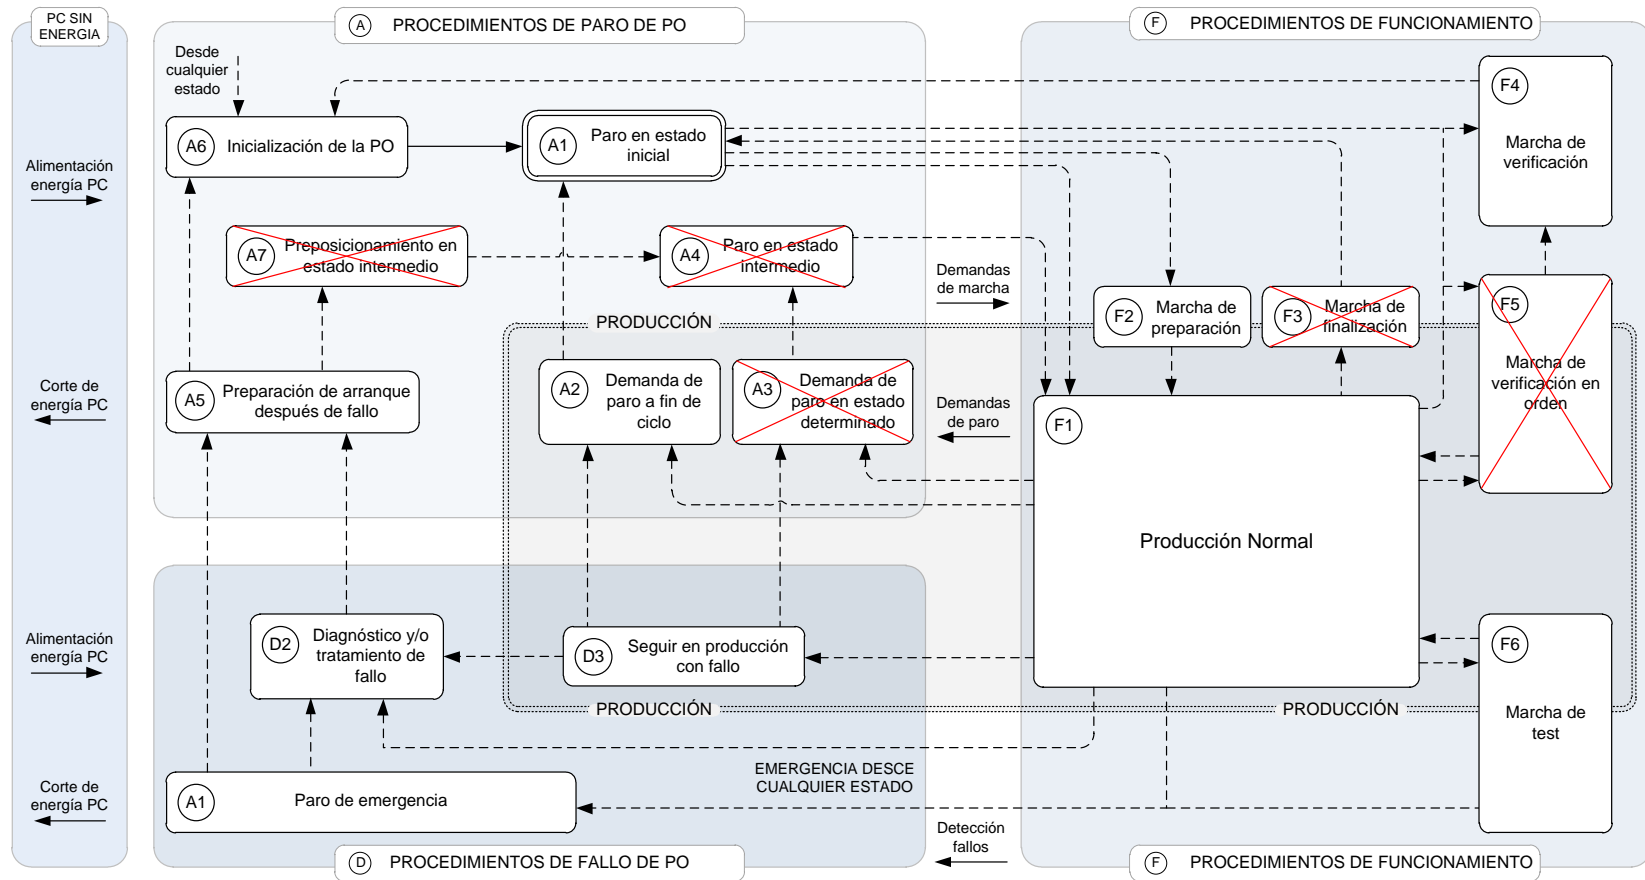 PC SIN
ENERGIA
A PROCEDIMIENTOS DE PARO DE PO
F PROCEDIMIENTOS DE FUNCIONAMIENTO
Desde
cualquier
estado
F4
Marcha de
verificación
A6 Inicialización de la PO
A1 Paro en estado
inicial
Alimentación
energía PC
A7 Preposicionamiento en
estado intermedio
A4 Paro en estado
intermedio
Demandas
de marcha
F2 Marcha de
preparación
F3 Marcha de
finalización
F5
Marcha de
verificación en
orden
PRODUCCIÓN
Corte de
energía PC
A5 Preparación de arranque
después de fallo
A2 Demanda de
paro a fin de
ciclo
A3 Demanda de
paro en estado
determinado
Demandas
de paro
F1
Producción Normal
Alimentación
energía PC
D2 Diagnóstico y/o
tratamiento de
fallo
D3 Seguir en producción
con fallo
F6
Marcha de
test
PRODUCCIÓN
PRODUCCIÓN
EMERGENCIA DESCE
CUALQUIER ESTADO
Corte de
energía PC
A1 Paro de emergencia
Detección
fallos
D PROCEDIMIENTOS DE FALLO DE PO
F PROCEDIMIENTOS DE FUNCIONAMIENTO